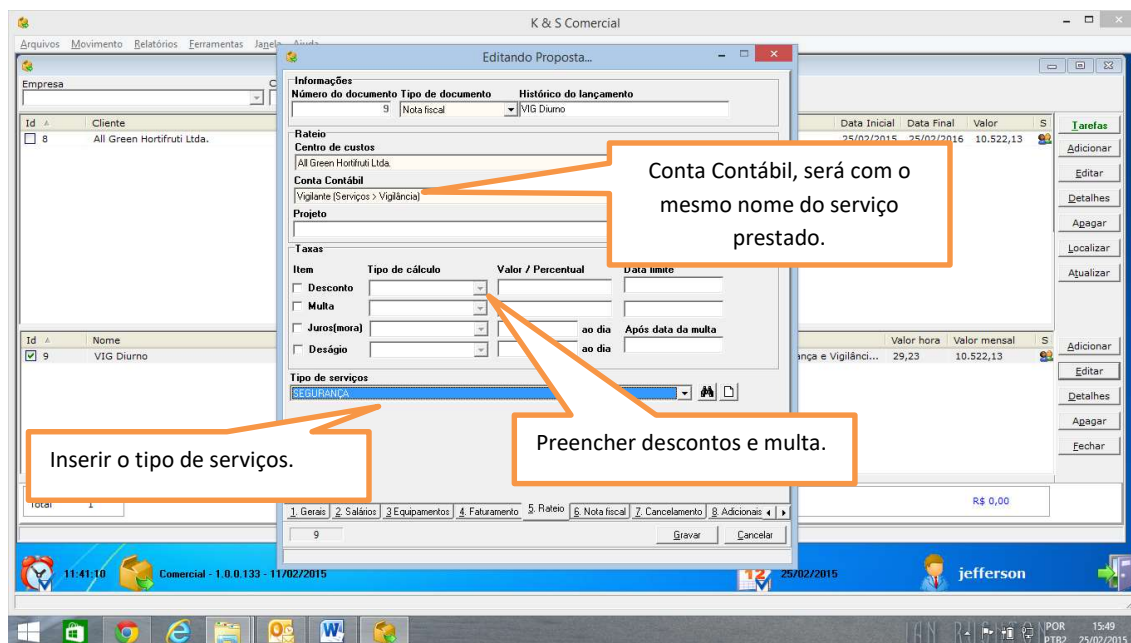 K & S Comercial
Arquivos Movimento Relatórios Ferramentas Janela Ajuda
Editando Proposta...
Empresa
C
Id Cliente Data Inicial Data Final Valor S
8 All Green Hortifruti Ltda. 25/02/2015 25/02/2016 10.522,13
Tarefas
Adicionar
Editar
Detalhes
Apagar
Localizar
Atualizar
Informações
Número do documento Tipo de documento Histórico do lançamento
9 Nota fiscal VIG Diurno
Rateio
Centro de custos
All Green Hortifruti Ltda.
Conta Contábil
Vigilante (Serviços > Vigilância)
Projeto
Conta Contábil, será com o
mesmo nome do serviço
prestado.
Taxas
Item Tipo de cálculo Valor / Percentual Data limite
Desconto
Multa
Juros(mora) ao dia Após data da multa
Deságio ao dia
Tipo de serviços
SEGURANÇA
Id Nome Valor hora Valor mensal S
9 VIG Diurno ança e Vigilânci... 29,23 10.522,13
Adicionar
Editar
Detalhes
Apagar
Fechar
Inserir o tipo de serviços.
Preencher descontos e multa.
Total 1 R$ 0,00
1. Gerais 2. Salários 3 Equipamentos 4. Faturamento 5. Rateio 6. Nota fiscal 7. Cancelamento 8. Adicionais
9 Gravar Cancelar
11:41:10 Comercial - 1.0.0.133 - 11/02/2015 12 25/02/2015 jefferson
POR 15:49
PTB2 25/02/2015